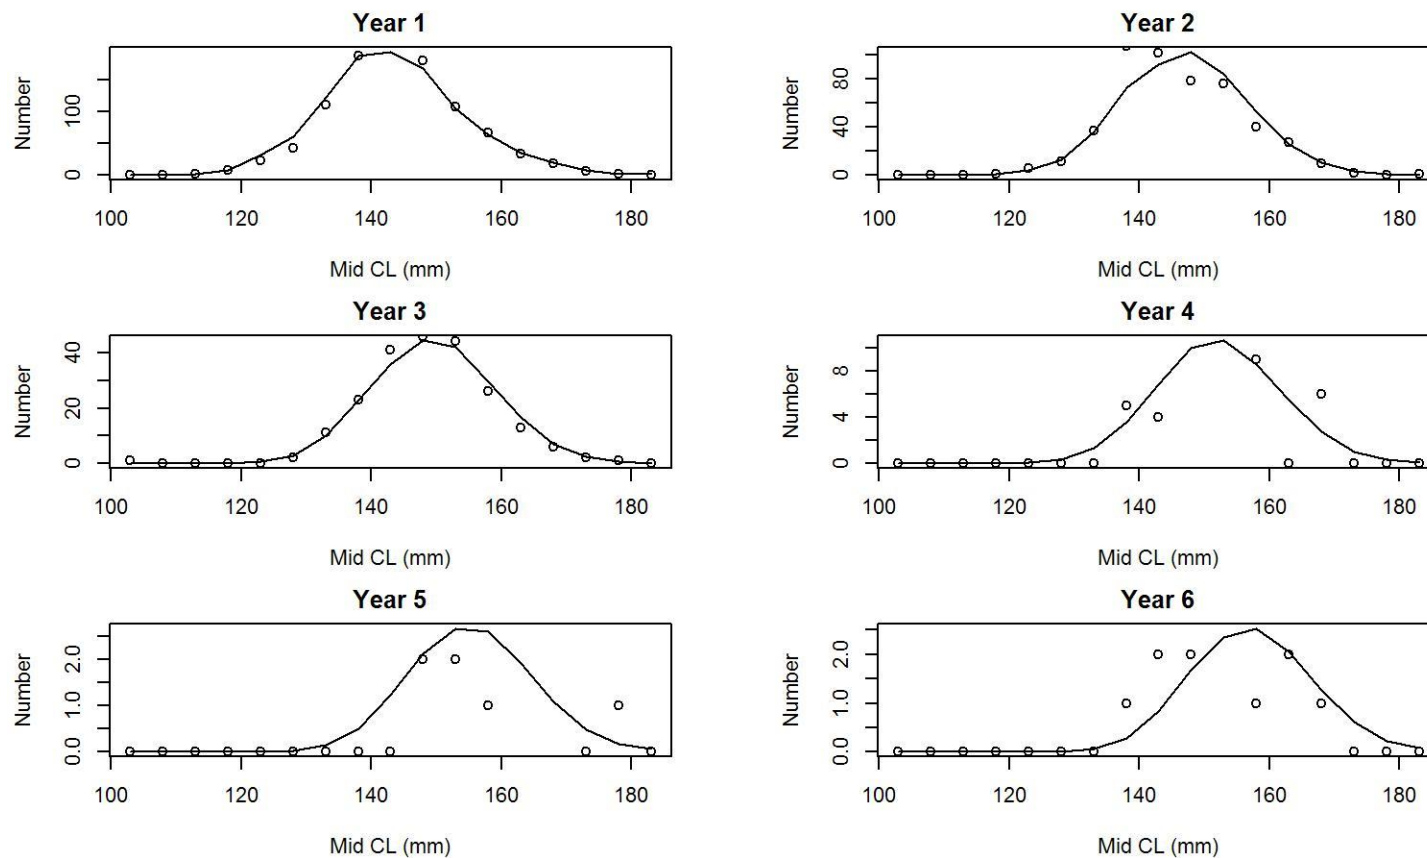 Year 1
Number
100
0
100 120 140 160 180
Mid CL (mm)
Year 2
Number
80
40
0
100 120 140 160 180
Mid CL (mm)
Year 3
Number
40
20
0
100 120 140 160 180
Mid CL (mm)
Year 4
Number
8
4
0
100 120 140 160 180
Mid CL (mm)
Year 5
Number
2.0
1.0
0.0
100 120 140 160 180
Mid CL (mm)
Year 6
Number
2.0
1.0
0.0
100 120 140 160 180
Mid CL (mm)